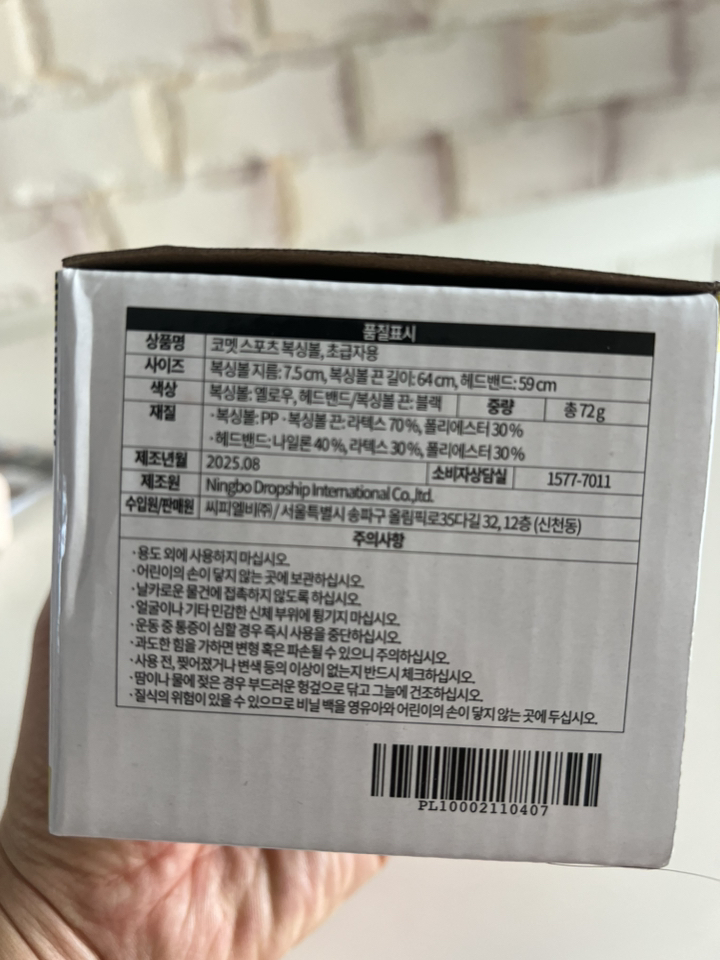 품질표시
상품명 코멧 스포츠 복싱볼, 초급자용
사이즈 복싱볼 지름: 7.5 cm, 복싱볼 끈 길이: 64 cm, 헤드밴드: 59 cm
색상 복싱볼: 옐로우, 헤드밴드/복싱볼 끈: 블랙 중량 총 72 g
재질 · 복싱볼: PP · 복싱볼 끈: 라텍스 70 %, 폴리에스터 30 %
· 헤드밴드: 나일론 40 %, 라텍스 30 %, 폴리에스터 30 %
제조년월 2025.08 소비자상담실 1577-7011
제조원 Ningbo Dropship International Co.,ltd.
수입원/판매원 씨피엘비㈜ / 서울특별시 송파구 올림픽로35다길 32, 12층 (신천동)
주의사항
· 용도 외에 사용하지 마십시오.
· 어린이의 손이 닿지 않는 곳에 보관하십시오.
· 날카로운 물건에 접촉하지 않도록 하십시오.
· 얼굴이나 기타 민감한 신체 부위에 튕기지 마십시오.
· 운동 중 통증이 심할 경우 즉시 사용을 중단하십시오.
· 과도한 힘을 가하면 변형 혹은 파손될 수 있으니 주의하십시오.
· 사용 전, 찢어졌거나 변색 등의 이상이 없는지 반드시 체크하십시오.
· 땀이나 물에 젖은 경우 부드러운 헝겊으로 닦고 그늘에 건조하십시오.
· 질식의 위험이 있을 수 있으므로 비닐 백을 영유아와 어린이의 손이 닿지 않는 곳에 두십시오.
PL10002110407